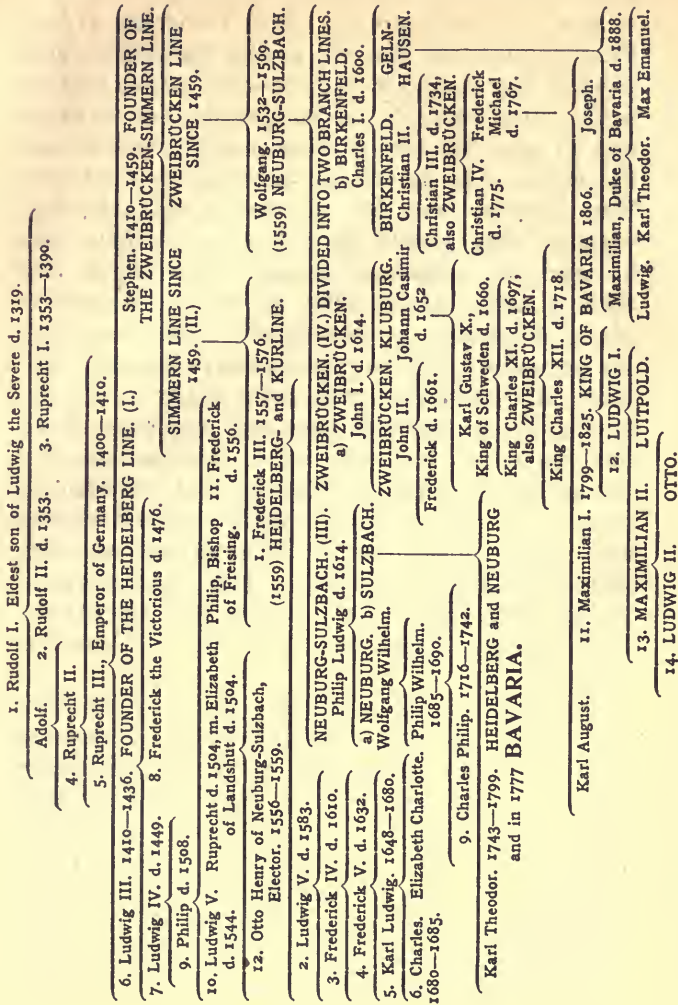 1. Rudolf I. Eldest son of Ludwig the Severe d. 1319.
Adolf. 2. Rudolf II. d. 1353. 3. Ruprecht I. 1353—1390.
4. Ruprecht II.
5. Ruprecht III., Emperor of Germany. 1400—1410.
6. Ludwig III. 1410—1436. FOUNDER OF THE HEIDELBERG LINE. (I.)
Stephen. 1410—1459. FOUNDER OF
THE ZWEIBRÜCKEN-SIMMERN LINE.
7. Ludwig IV. d. 1449. 8. Frederick the Victorious d. 1476.
SIMMERN LINE SINCE
1459. (II.)
ZWEIBRÜCKEN LINE
SINCE 1459.
9. Philip d. 1508.
10. Ludwig V. Ruprecht d. 1504, m. Elizabeth Philip, Bishop 11. Frederick
d. 1544. of Landshut d. 1504. of Freising. d. 1556.
12. Otto Henry of Neuburg-Sulzbach,
Elector. 1556—1559.
1. Frederick III. 1557—1576.
(1559) HEIDELBERG- and KURLINE.
Wolfgang. 1532—1569.
(1559) NEUBURG-SULZBACH.
2. Ludwig V. d. 1583.
3. Frederick IV. d. 1610.
4. Frederick V. d. 1632.
5. Karl Ludwig. 1648—1680.
6. Charles. Elizabeth Charlotte.
1680—1685.
NEUBURG-SULZBACH. (III).
Philip Ludwig d. 1614.
a) NEUBURG. b) SULZBACH.
Wolfgang Wilhelm.
Philip Wilhelm.
1685—1690.
9. Charles Philip. 1716—1742.
Karl Theodor. 1743—1799. HEIDELBERG and NEUBURG
and in 1777 BAVARIA.
ZWEIBRÜCKEN. (IV.) DIVIDED INTO TWO BRANCH LINES.
a) ZWEIBRÜCKEN. b) BIRKENFELD.
John I. d. 1614. Charles I. d. 1600.
ZWEIBRÜCKEN. KLUBURG.
John II. Johann Casimir
d. 1652
Frederick d. 1661.
Karl Gustav X.,
King of Schweden d. 1660.
King Charles XI. d. 1697,
also ZWEIBRÜCKEN.
King Charles XII. d. 1718.
BIRKENFELD. GELN-
HAUSEN.
Christian II.
Christian III. d. 1734,
also ZWEIBRÜCKEN.
Christian IV. Frederick
d. 1775. Michael
d. 1767.
Karl August. 11. Maximilian I. 1799—1825. KING OF BAVARIA 1806. Joseph.
12. LUDWIG I. Maximilian, Duke of Bavaria d. 1888.
13. MAXIMILIAN II. LUITPOLD. Ludwig. Karl Theodor. Max Emanuel.
14. LUDWIG II. OTTO.